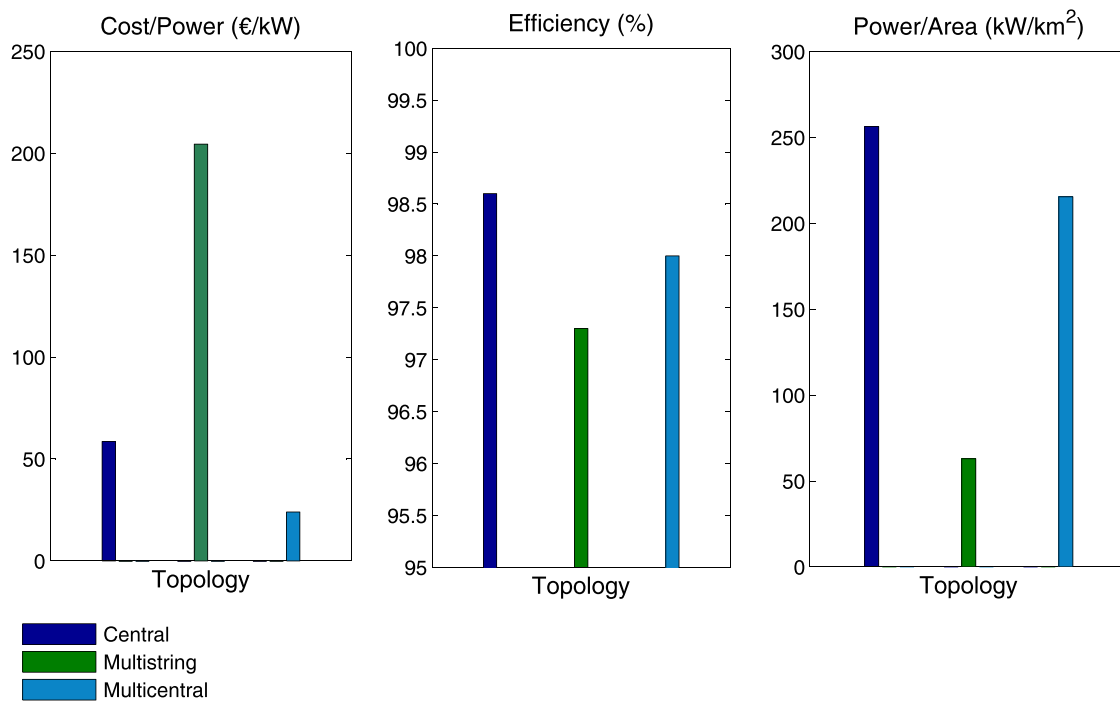 Cost/Power (€/kW)
250
200
150
100
50
0
Topology
Efficiency (%)
100
99.5
99
98.5
98
97.5
97
96.5
96
95.5
95
Topology
Power/Area (kW/km²)
300
250
200
150
100
50
0
Topology
Central
Multistring
Multicentral